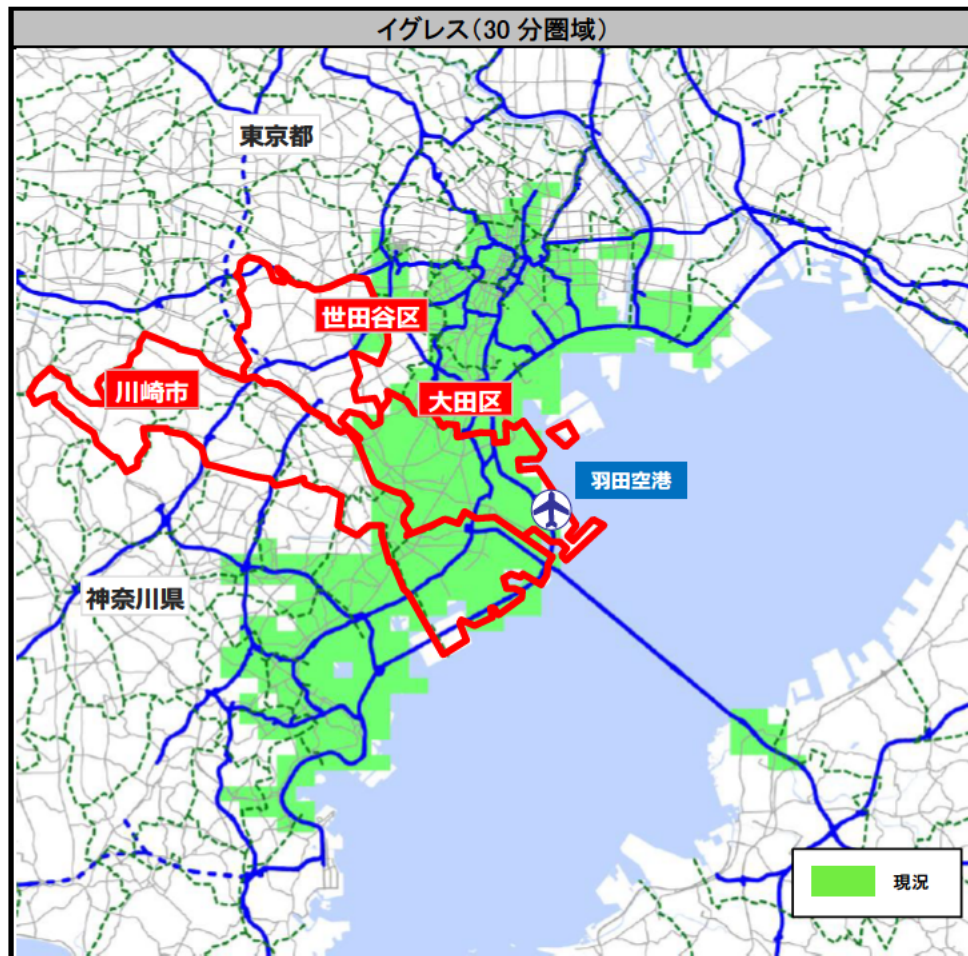 イグレス(30 分圏域)
東京都
世田谷区
川崎市
大田区
羽田空港
神奈川県
現況